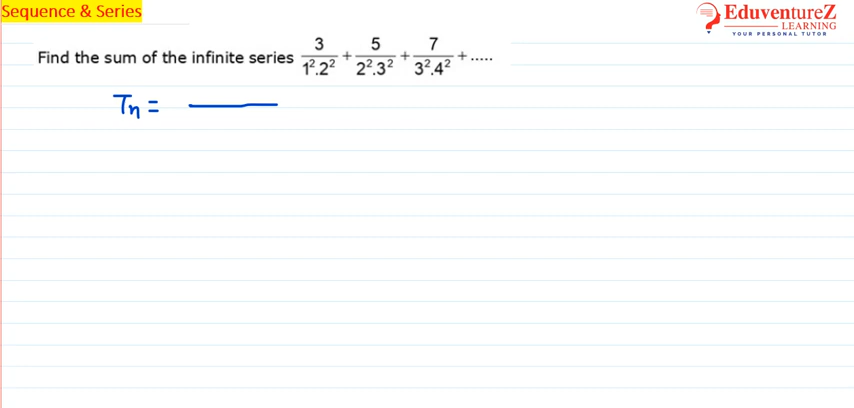 Sequence & Series
EduventureZ
LEARNING
YOUR PERSONAL TUTOR
Find the sum of the infinite series 3/1².2² + 5/2².3² + 7/3².4² + .....
Tn =